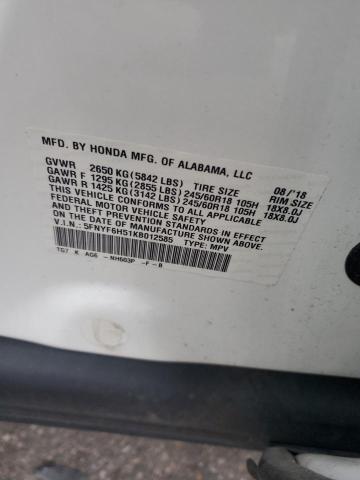 MFD. BY HONDA MFG. OF ALABAMA, LLC 08/'18
GVWR 2650 KG(5842 LBS) TIRE SIZE RIM SIZE
GAWR F 1295 KG(2855 LBS) 245/60R18 105H 18X8.0J
GAWR R 1425 KG(3142 LBS) 245/60R18 105H 18X8.0J
THIS VEHICLE CONFORMS TO ALL APPLICABLE
FEDERAL MOTOR VEHICLE SAFETY
AND THEFT PREVENTION STANDARDS IN EFFECT
ON THE DATE OF MANUFACTURE SHOWN ABOVE.
V.I.N.: 5FNYF6H51KB012585 TYPE: MPV
TG7 K AG6 -NH603P -F-B